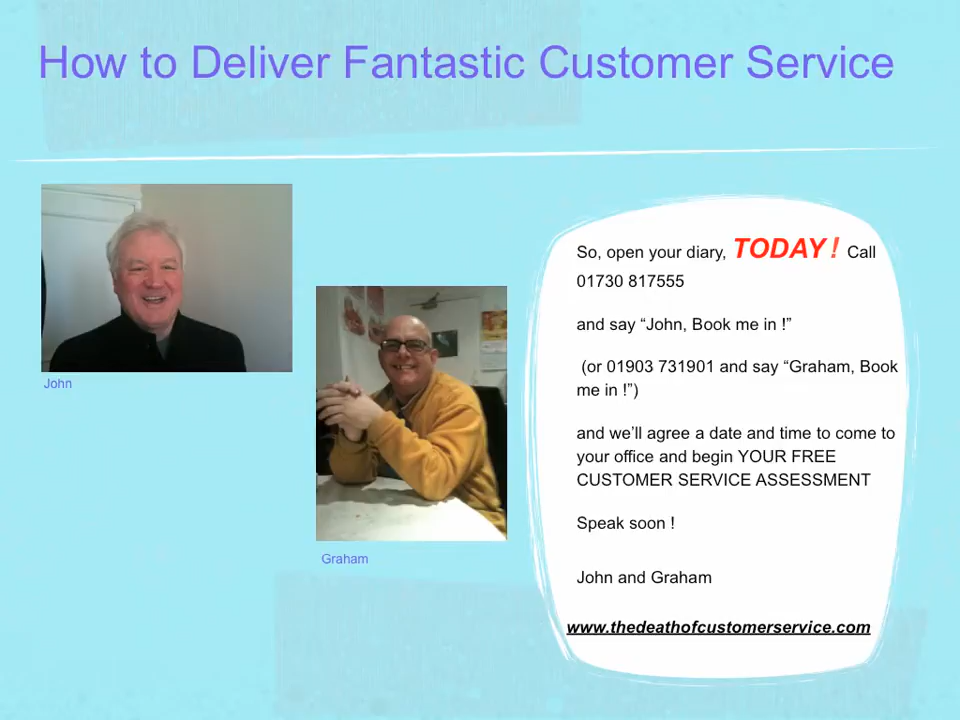 How to Deliver Fantastic Customer Service
John
Graham
So, open your diary, TODAY ! Call
01730 817555
and say “John, Book me in !”
(or 01903 731901 and say “Graham, Book
me in !”)
and we’ll agree a date and time to come to
your office and begin YOUR FREE
CUSTOMER SERVICE ASSESSMENT
Speak soon !
John and Graham
www.thedeathofcustomerservice.com